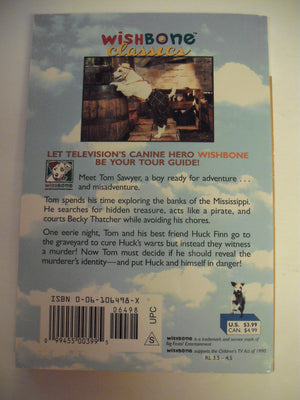 WISHBONE
classics
LET TELEVISION'S CANINE HERO WISHBONE
BE YOUR TOUR GUIDE!
wishbone
Meet Tom Sawyer, a boy ready for adventure . . .
and misadventure.
Tom spends his time exploring the banks of the Mississippi.
He searches for hidden treasure, acts like a pirate, and
courts Becky Thatcher while avoiding his chores.
One eerie night, Tom and his best friend Huck Finn go
to the graveyard to cure Huck's warts but instead they witness
a murder! Now Tom must decide if he should reveal the
murderer's identity—and put Huck and himself in danger!
ISBN 0-06-106498-X
06498
UPC
S
U.S. $3.99
CAN. $4.99
wishbone is a trademark and service mark of
Big Feats! Entertainment
wishbone supports the Children's TV Act of 1990.
RL 3.5 - 4.5